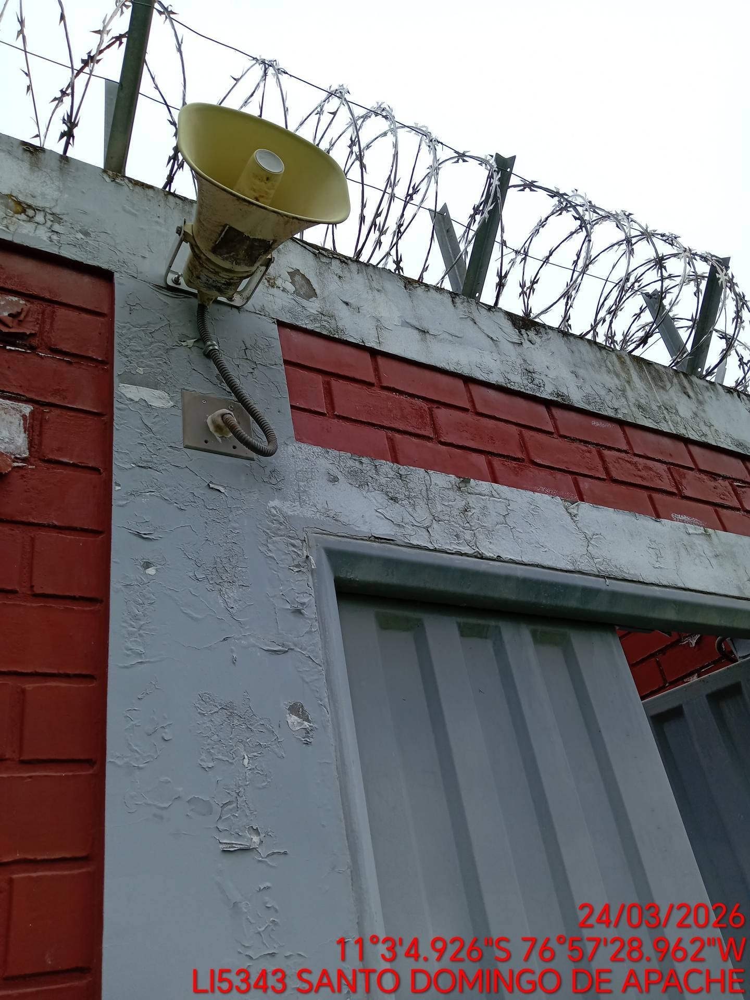 24/03/2026
11°3'4.926"S 76°57'28.962"W
LI5343 SANTO DOMINGO DE APACHE